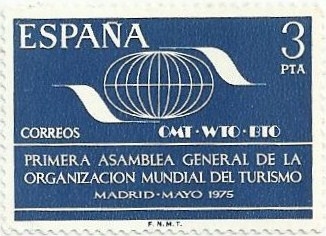 ESPAÑA 3
PTA
CORREOS OMT·WTO·BTO
PRIMERA ASAMBLEA GENERAL DE LA
ORGANIZACION MUNDIAL DEL TURISMO
MADRID-MAYO 1975
F.N.M.T.